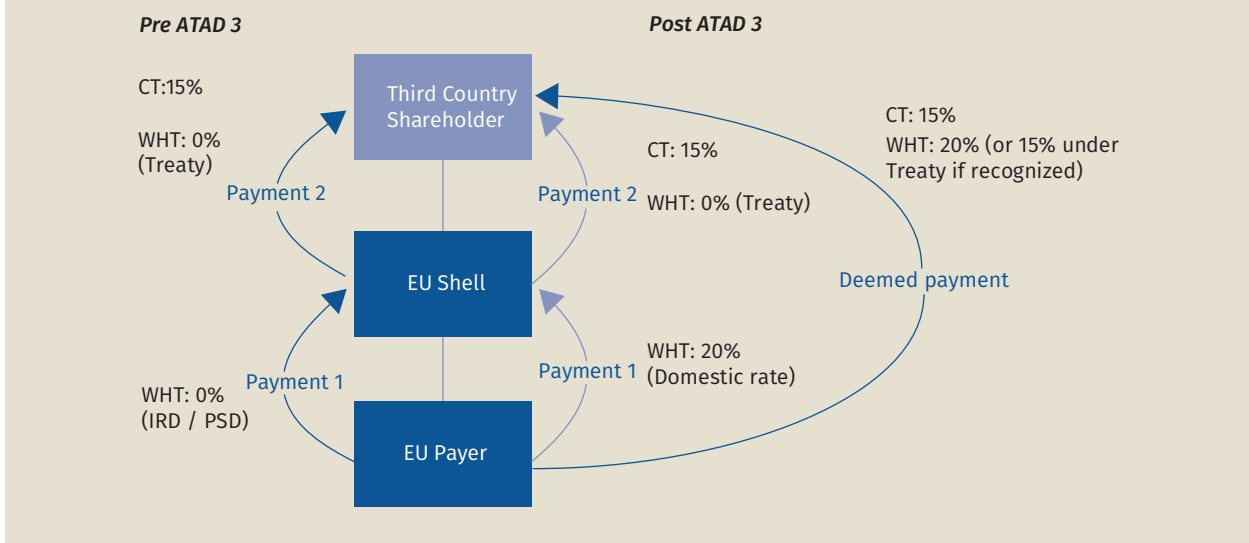 Pre ATAD 3
Post ATAD 3
CT:15%
WHT: 0%
(Treaty)
Payment 2
Third Country
Shareholder
CT: 15%
Payment 2
WHT: 0% (Treaty)
CT: 15%
WHT: 20% (or 15% under
Treaty if recognized)
EU Shell
Deemed payment
WHT: 0%
(IRD / PSD)
Payment 1
Payment 1
WHT: 20%
(Domestic rate)
EU Payer